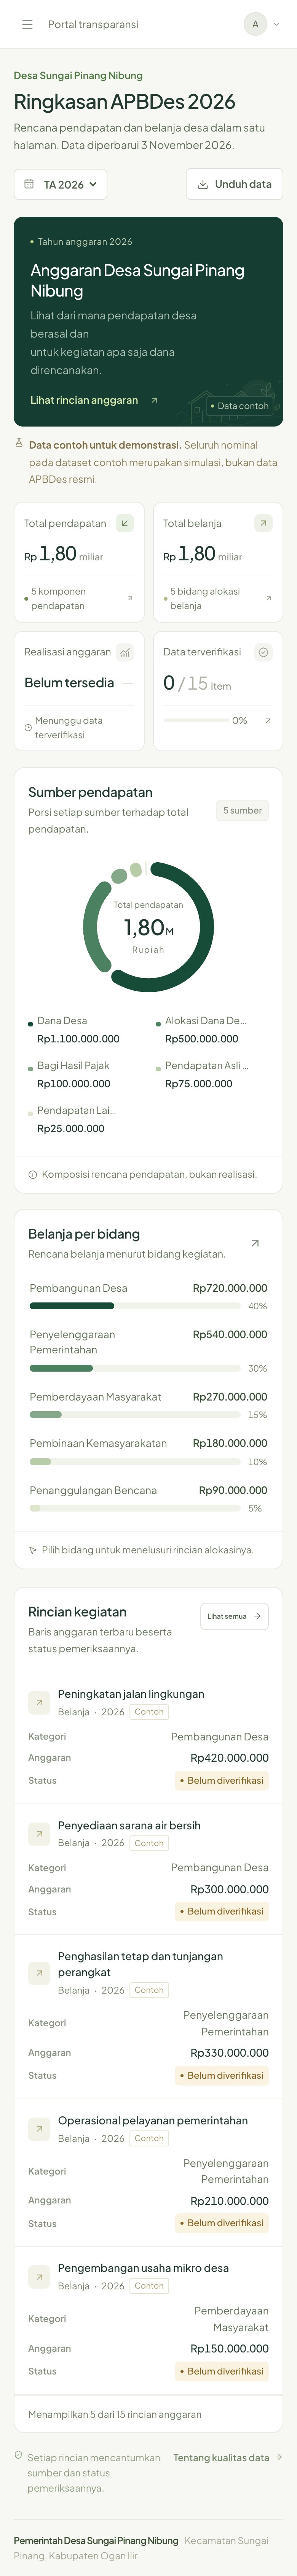 Portal transparansi
A
Desa Sungai Pinang Nibung
Ringkasan APBDes 2026
Rencana pendapatan dan belanja desa dalam satu
halaman. Data diperbarui 3 November 2026.
TA 2026
Unduh data
Tahun anggaran 2026
Anggaran Desa Sungai Pinang
Nibung
Lihat dari mana pendapatan desa
berasal dan
untuk kegiatan apa saja dana
direncanakan.
Lihat rincian anggaran
Data contoh
Data contoh untuk demonstrasi. Seluruh nominal
pada dataset contoh merupakan simulasi, bukan data
APBDes resmi.
Total pendapatan
Rp 1,80 miliar
5 komponen
pendapatan
Total belanja
Rp 1,80 miliar
5 bidang alokasi
belanja
Realisasi anggaran
Belum tersedia —
Menunggu data
terverifikasi
Data terverifikasi
0 / 15 item
0%
Sumber pendapatan
Porsi setiap sumber terhadap total
pendapatan.
5 sumber
Total pendapatan
1,80M
Rupiah
Dana Desa
Rp1.100.000.000
Alokasi Dana De...
Rp500.000.000
Bagi Hasil Pajak
Rp100.000.000
Pendapatan Asli ...
Rp75.000.000
Pendapatan Lai...
Rp25.000.000
Komposisi rencana pendapatan, bukan realisasi.
Belanja per bidang
Rencana belanja menurut bidang kegiatan.
Pembangunan Desa Rp720.000.000
40%
Penyelenggaraan
Pemerintahan
Rp540.000.000
30%
Pemberdayaan Masyarakat Rp270.000.000
15%
Pembinaan Kemasyarakatan Rp180.000.000
10%
Penanggulangan Bencana Rp90.000.000
5%
Pilih bidang untuk menelusuri rincian alokasinya.
Rincian kegiatan
Baris anggaran terbaru beserta
status pemeriksaannya.
Lihat semua
Peningkatan jalan lingkungan
Belanja · 2026 Contoh
Kategori Pembangunan Desa
Anggaran Rp420.000.000
Status Belum diverifikasi
Penyediaan sarana air bersih
Belanja · 2026 Contoh
Kategori Pembangunan Desa
Anggaran Rp300.000.000
Status Belum diverifikasi
Penghasilan tetap dan tunjangan
perangkat
Belanja · 2026 Contoh
Kategori Penyelenggaraan
Pemerintahan
Anggaran Rp330.000.000
Status Belum diverifikasi
Operasional pelayanan pemerintahan
Belanja · 2026 Contoh
Kategori Penyelenggaraan
Pemerintahan
Anggaran Rp210.000.000
Status Belum diverifikasi
Pengembangan usaha mikro desa
Belanja · 2026 Contoh
Kategori Pemberdayaan
Masyarakat
Anggaran Rp150.000.000
Status Belum diverifikasi
Menampilkan 5 dari 15 rincian anggaran
Setiap rincian mencantumkan
sumber dan status
pemeriksaannya.
Tentang kualitas data
Pemerintah Desa Sungai Pinang Nibung Kecamatan Sungai
Pinang, Kabupaten Ogan Ilir